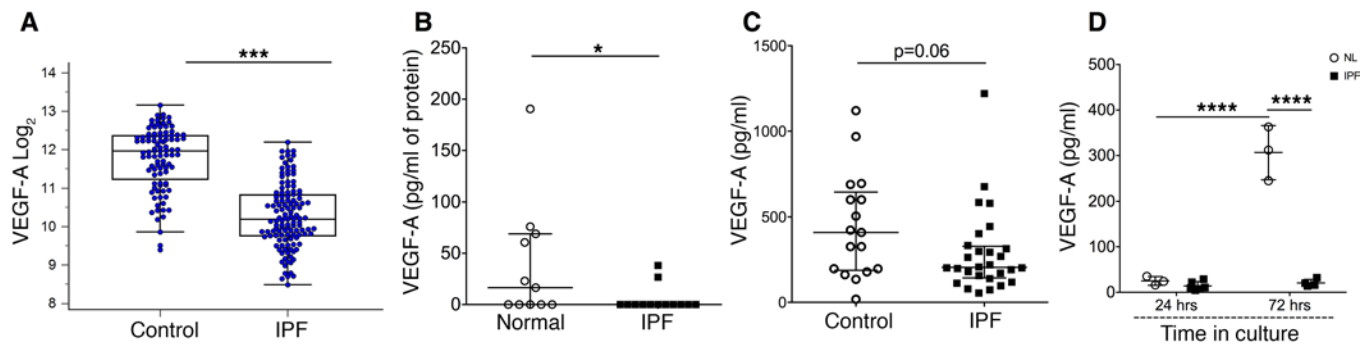 A
***
VEGF-A Log2
14
13
12
11
10
9
8
Control IPF
B
*
VEGF-A (pg/ml of protein)
250
200
150
100
50
0
Normal IPF
C
p=0.06
VEGF-A (pg/ml)
1500
1000
500
0
Control IPF
D
NL
IPF
**** ****
VEGF-A (pg/ml)
500
400
300
200
100
0
24 hrs 72 hrs
Time in culture